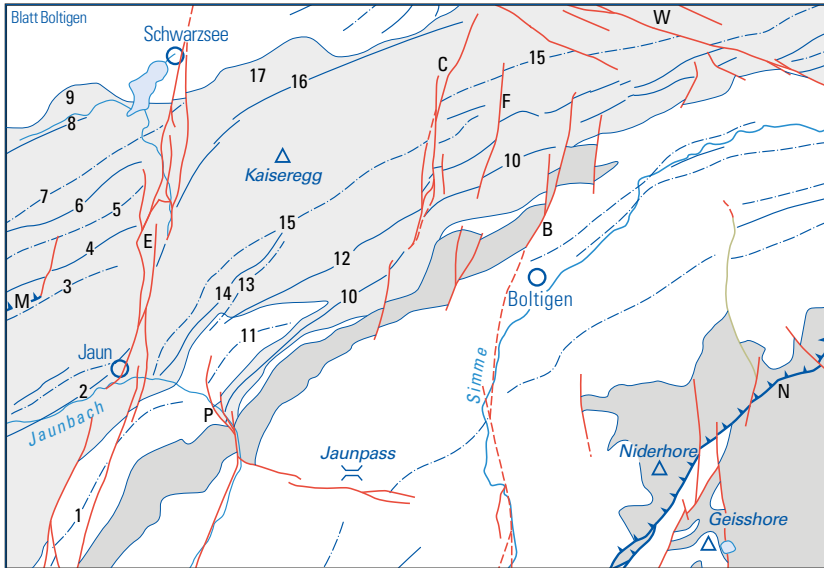 Blatt Boltigen
W
Schwarzsee
17
16
C
15
9
8
F
Kaiseregg
10
7
6
5
15
E
4
12
B
M
3
14
13
10
Boltigen
11
Jaun
2
Simme
N
Jaunbach
P
Jaunpass
Niderhore
1
Geisshore